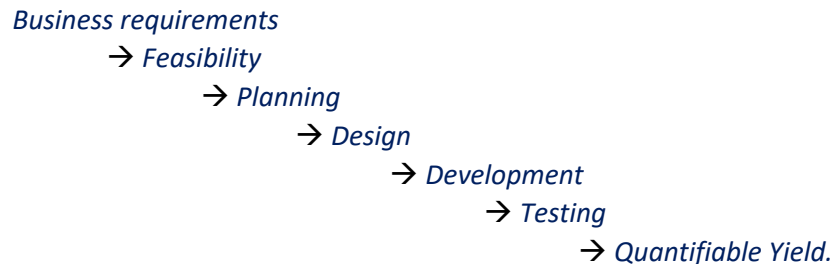 Business requirements
→ Feasibility
→ Planning
→ Design
→ Development
→ Testing
→ Quantifiable Yield.